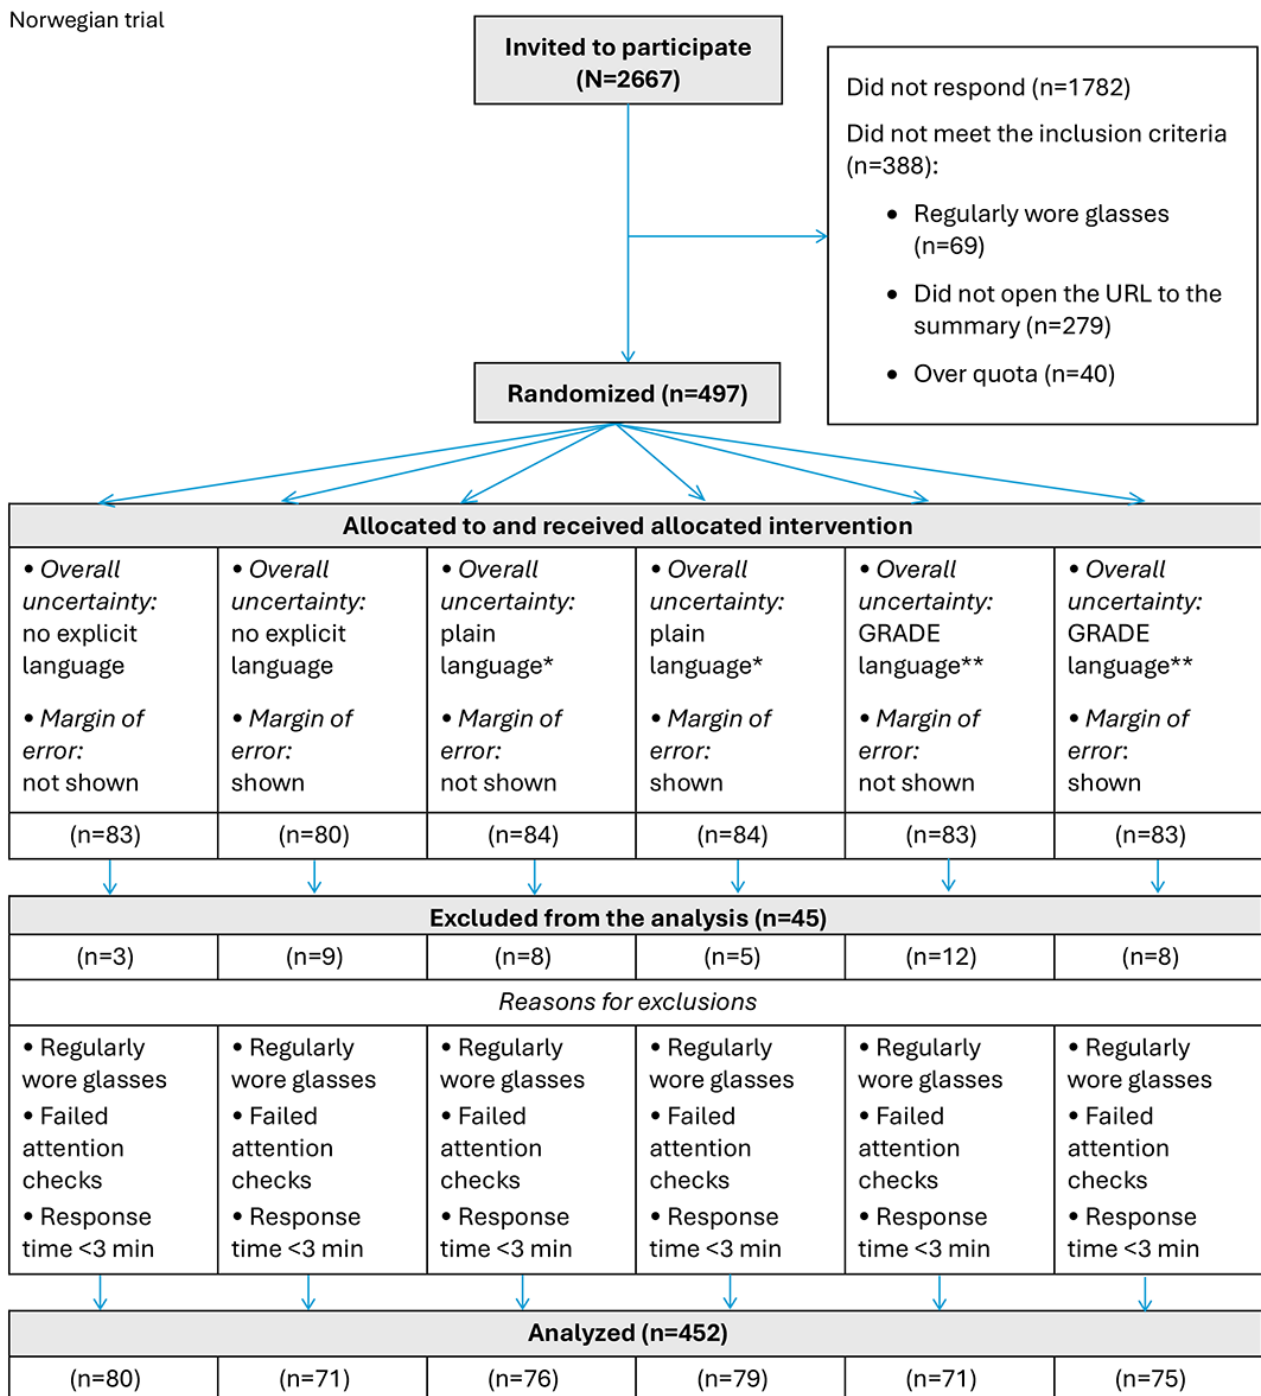 Norwegian trial
Invited to participate
(N=2667)
Did not respond (n=1782)
Did not meet the inclusion criteria
(n=388):
• Regularly wore glasses
(n=69)
• Did not open the URL to the
summary (n=279)
• Over quota (n=40)
Randomized (n=497)
Allocated to and received allocated intervention
• Overall
uncertainty:
no explicit
language
• Margin of
error:
not shown
• Overall
uncertainty:
no explicit
language
• Margin of
error:
shown
• Overall
uncertainty:
plain
language*
• Margin of
error:
not shown
• Overall
uncertainty:
plain
language*
• Margin of
error:
shown
• Overall
uncertainty:
GRADE
language**
• Margin of
error:
not shown
• Overall
uncertainty:
GRADE
language**
• Margin of
error:
shown
(n=83) (n=80) (n=84) (n=84) (n=83) (n=83)
Excluded from the analysis (n=45)
(n=3) (n=9) (n=8) (n=5) (n=12) (n=8)
Reasons for exclusions
• Regularly
wore glasses
• Failed
attention
checks
• Response
time <3 min
• Regularly
wore glasses
• Failed
attention
checks
• Response
time <3 min
• Regularly
wore glasses
• Failed
attention
checks
• Response
time <3 min
• Regularly
wore glasses
• Failed
attention
checks
• Response
time <3 min
• Regularly
wore glasses
• Failed
attention
checks
• Response
time <3 min
• Regularly
wore glasses
• Failed
attention
checks
• Response
time <3 min
Analyzed (n=452)
(n=80) (n=71) (n=76) (n=79) (n=71) (n=75)